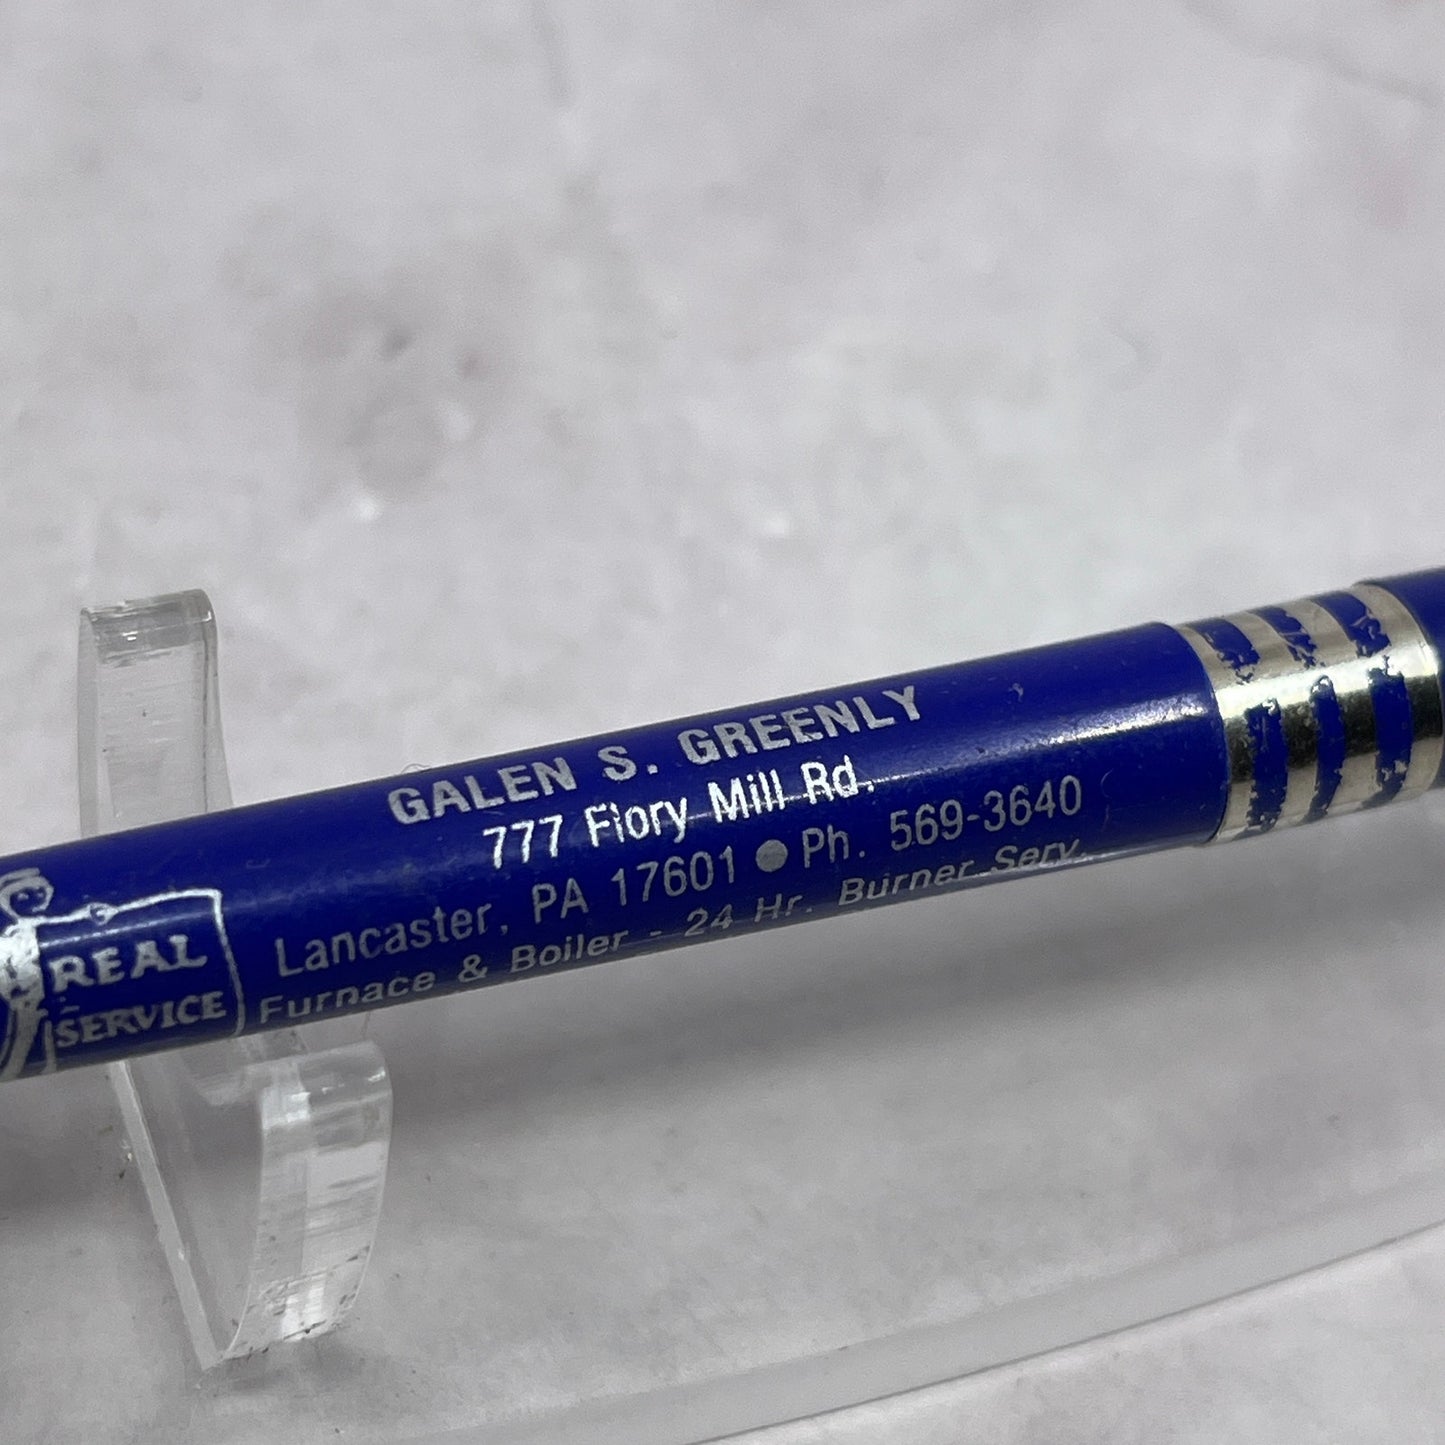 REAL
SERVICE
GALEN S. GREENLY
777 Flory Mill Rd.
Lancaster, PA 17601 ● Ph. 569-3640
Furnace & Boiler - 24 Hr. Burner Serv.